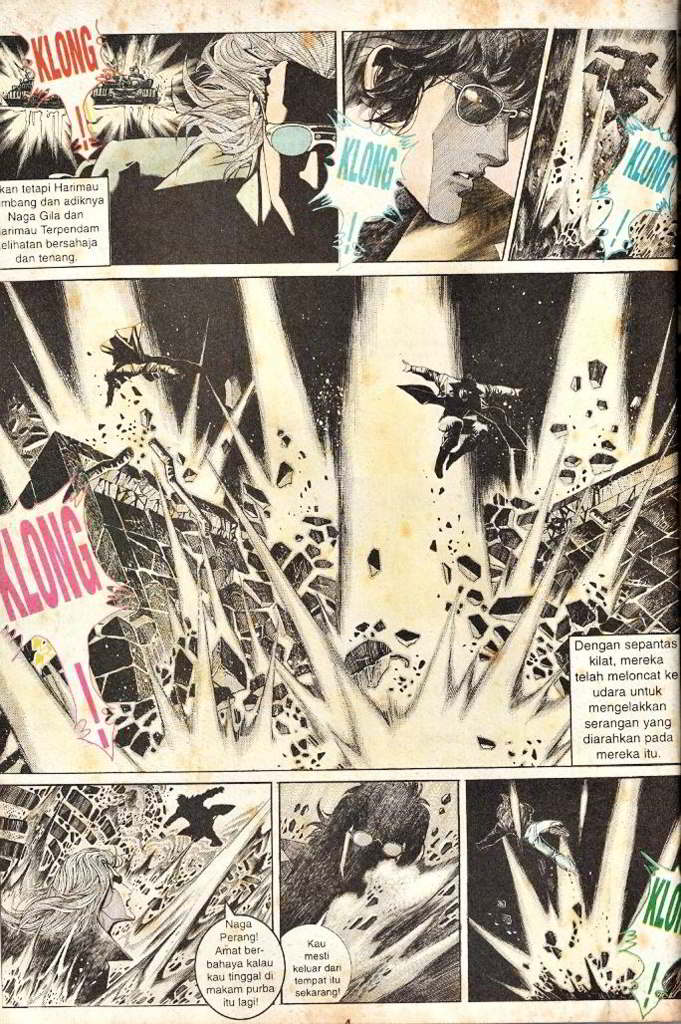 KLONG
!
kan tetapi Harimau
mbang dan adiknya
Naga Gila dan
arimau Terpendam
elihatan bersahaja
dan tenang.
KLONG
!
KLONG
!
KLONG
!
Dengan sepantas
kilat, mereka
telah meloncat ke
udara untuk
mengelakkan
serangan yang
diarahkan pada
mereka itu.
Naga
Perang!
Amat ber-
bahaya kalau
kau tinggal di
makam purba
itu lagi!
Kau
mesti
keluar dari
tempat itu
sekarang!
KLO
!